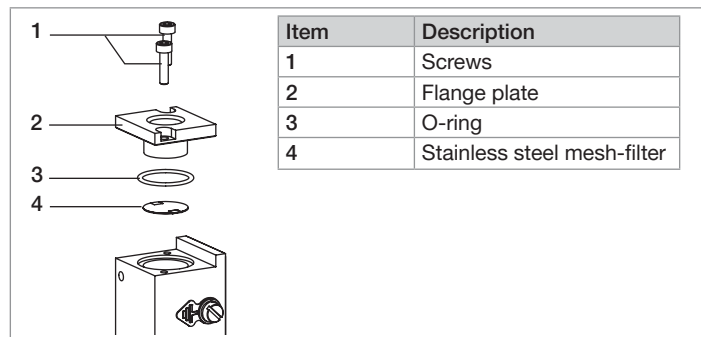 1
2
3
4
Item Description
1 Screws
2 Flange plate
3 O-ring
4 Stainless steel mesh-filter